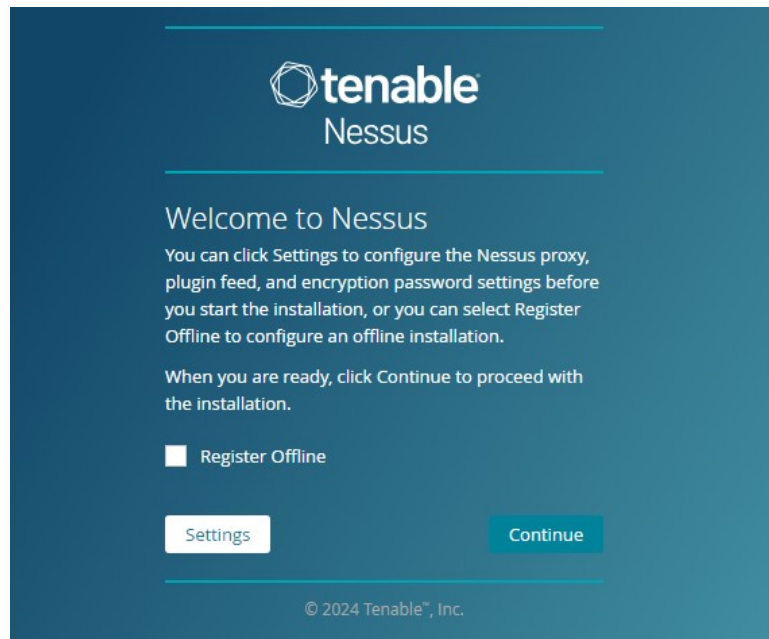 tenable
Nessus
Welcome to Nessus
You can click Settings to configure the Nessus proxy,
plugin feed, and encryption password settings before
you start the installation, or you can select Register
Offline to configure an offline installation.
When you are ready, click Continue to proceed with
the installation.
Register Offline
Settings Continue
© 2024 Tenable™, Inc.